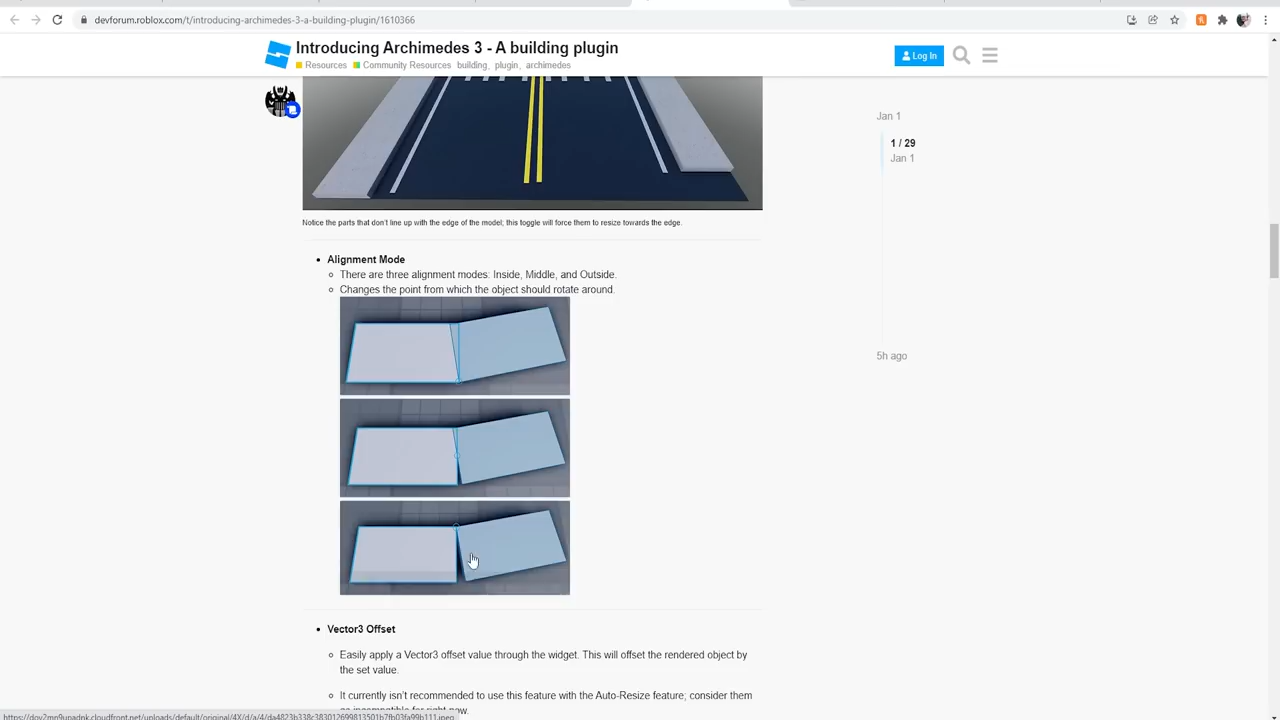 devforum.roblox.com/t/introducing-archimedes-3-a-building-plugin/1610366
Introducing Archimedes 3 - A building plugin
Resources Community Resources building, plugin, archimedes
Log In
Notice the parts that don't line up with the edge of the model; this toggle will force them to resize towards the edge.
Alignment Mode
There are three alignment modes: Inside, Middle, and Outside.
Changes the point from which the object should rotate around.
Vector3 Offset
Easily apply a Vector3 offset value through the widget. This will offset the rendered object by
the set value.
It currently isn't recommended to use this feature with the Auto-Resize feature; consider them
as incompatible for right now.
Jan 1
1 / 29
Jan 1
5h ago